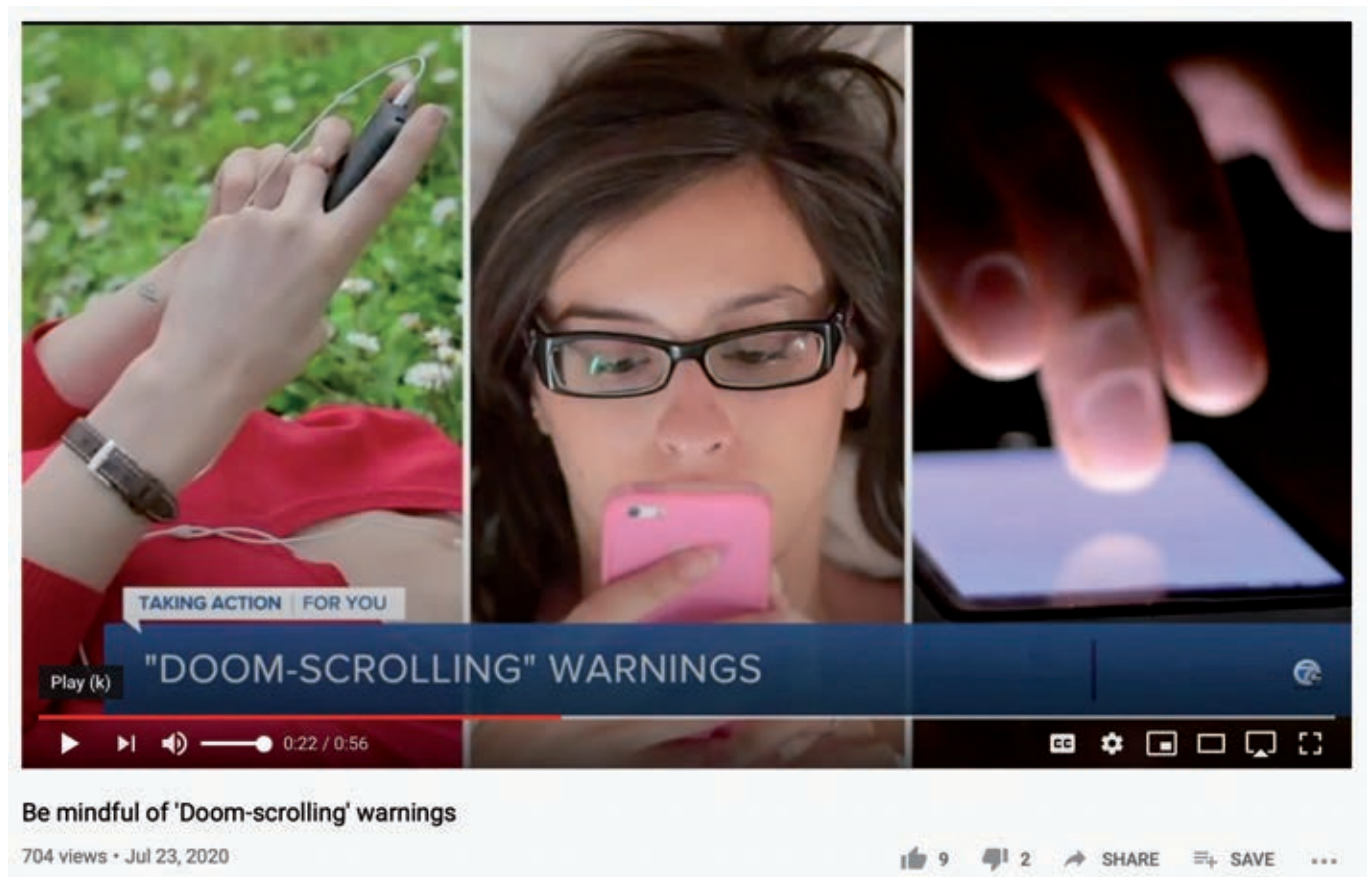 TAKING ACTION FOR YOU
"DOOM-SCROLLING" WARNINGS
Play (k)
0:22 / 0:56
CC
Be mindful of 'Doom-scrolling' warnings
704 views • Jul 23, 2020
9 2 SHARE SAVE